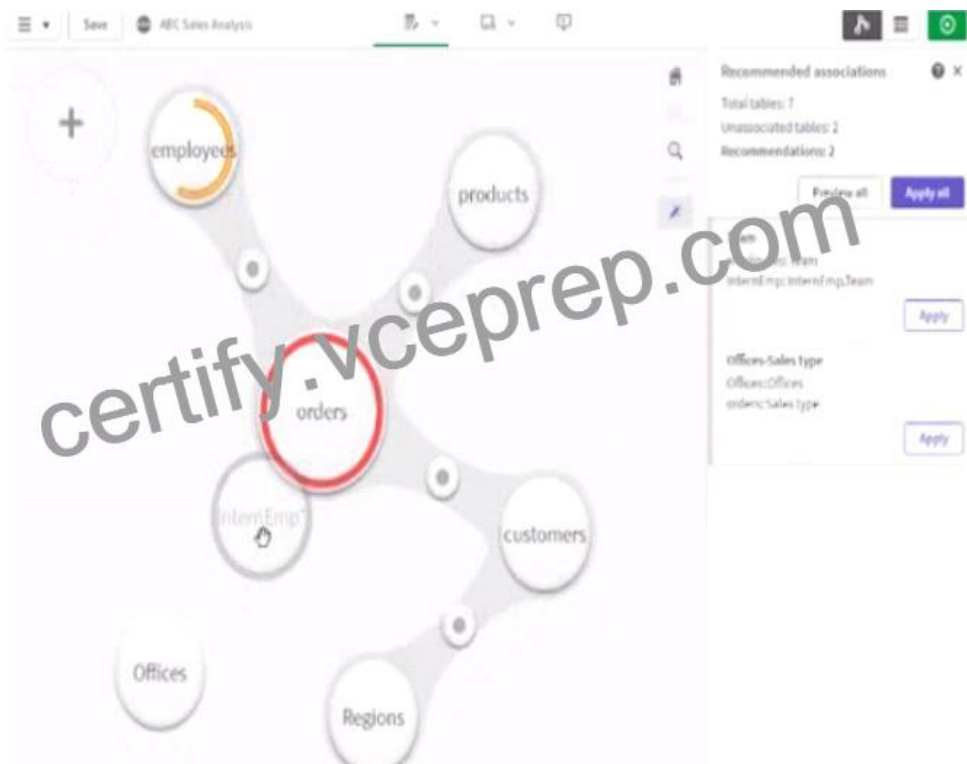 Save
ABC Sales Analysis
Recommended associations
Total tables: 7
Unassociated tables: 2
Recommendations: 2
Preview all
Apply all
Team
InternEmp: InternEmp.Team
Apply
Offices-Sales type
Offices: Offices
orders: Sales type
Apply
employees
products
orders
InternEmp
customers
Offices
Regions
certify.vceprep.com